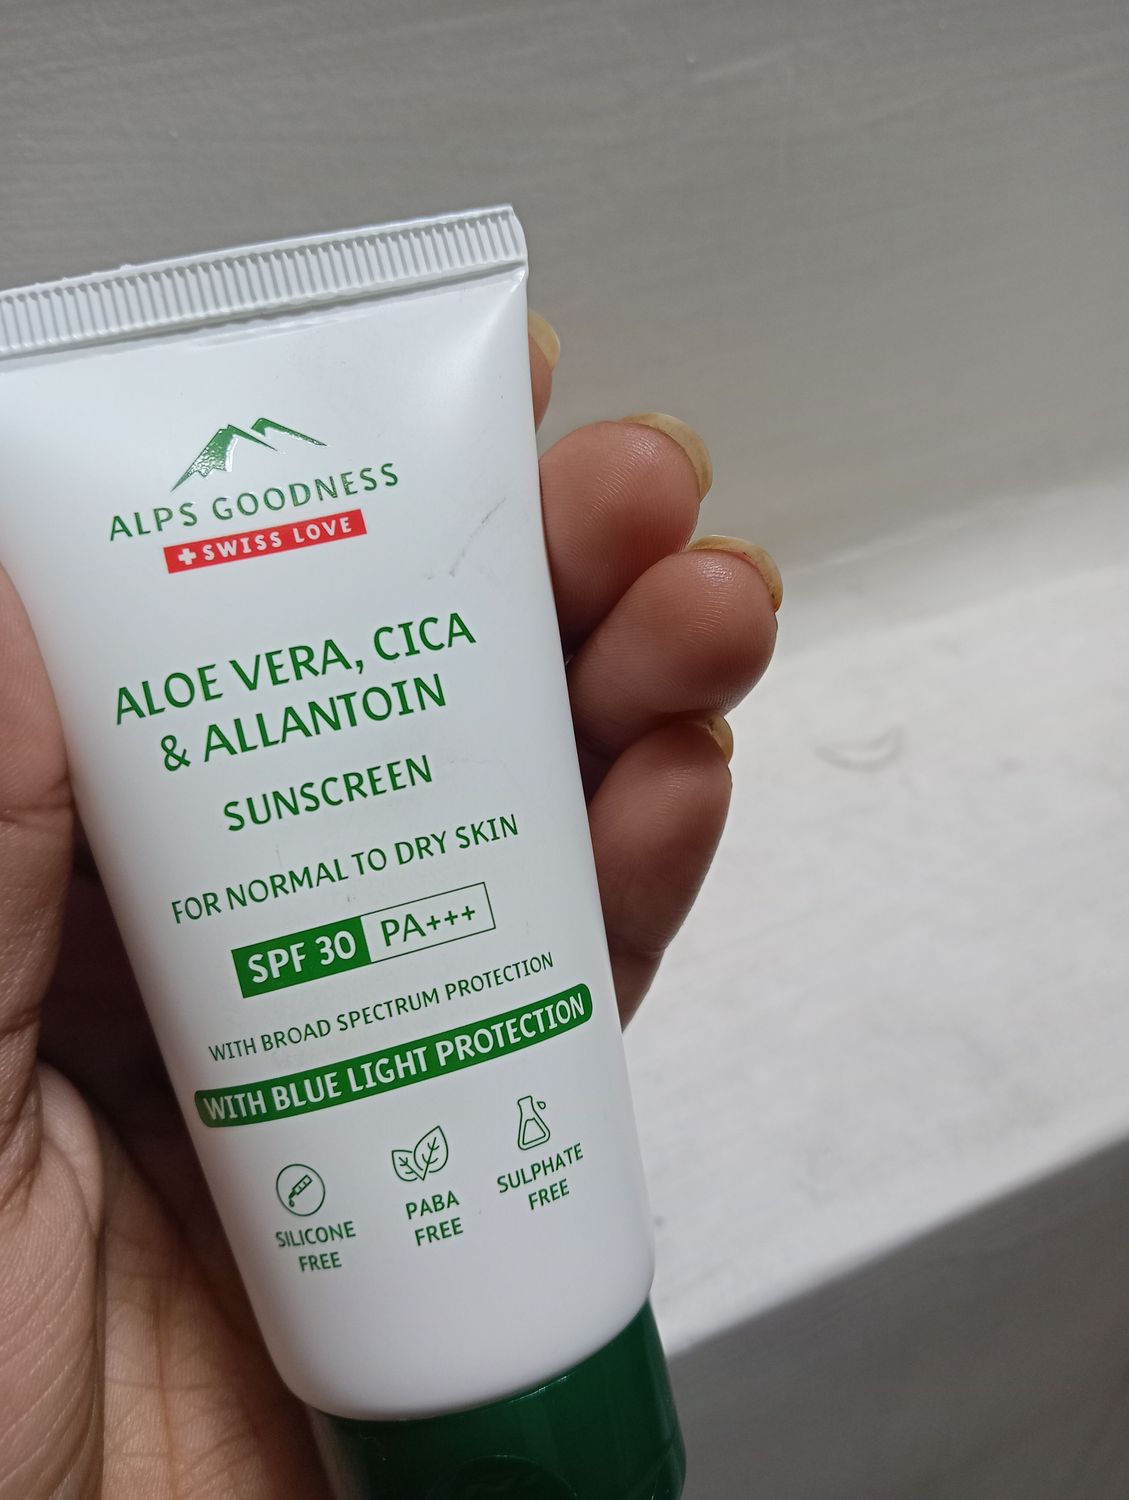 ALPS GOODNESS
+ SWISS LOVE
ALOE VERA, CICA
& ALLANTOIN
SUNSCREEN
FOR NORMAL TO DRY SKIN
SPF 30 PA+++
WITH BROAD SPECTRUM PROTECTION
WITH BLUE LIGHT PROTECTION
SILICONE
FREE
PABA
FREE
SULPHATE
FREE